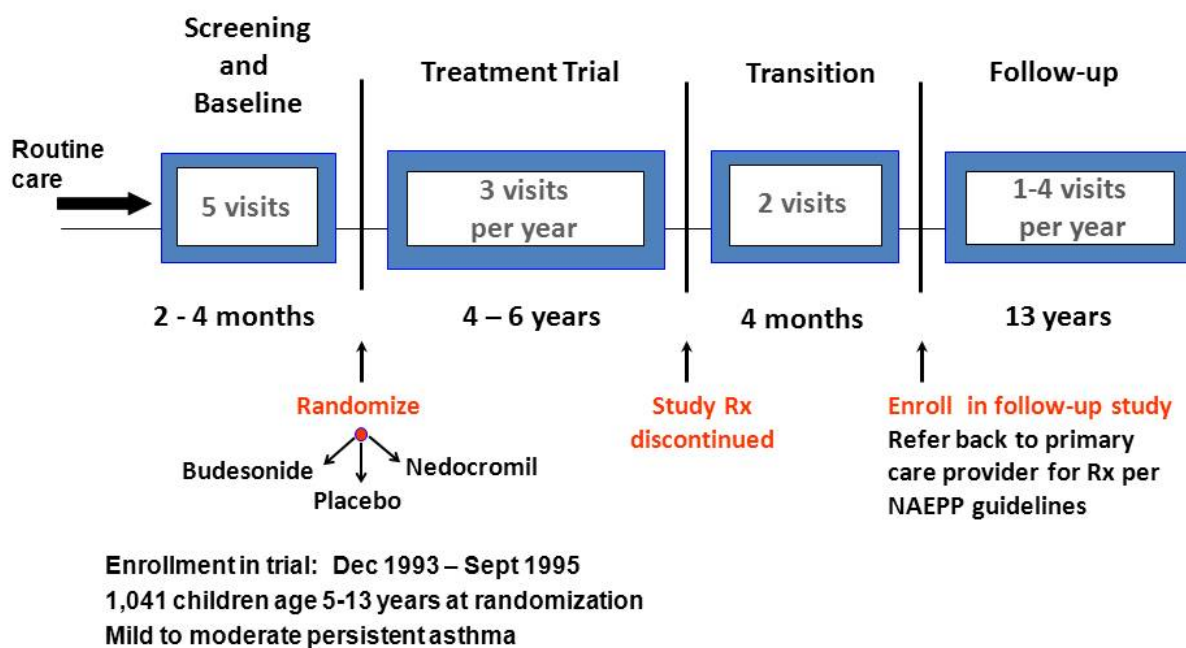 Screening
and
Baseline
Treatment Trial
Transition
Follow-up
Routine
care
5 visits
3 visits
per year
2 visits
1-4 visits
per year
2 - 4 months
4 – 6 years
4 months
13 years
Randomize
Budesonide
Placebo
Nedocromil
Study Rx
discontinued
Enroll in follow-up study
Refer back to primary
care provider for Rx per
NAEPP guidelines
Enrollment in trial: Dec 1993 – Sept 1995
1,041 children age 5-13 years at randomization
Mild to moderate persistent asthma